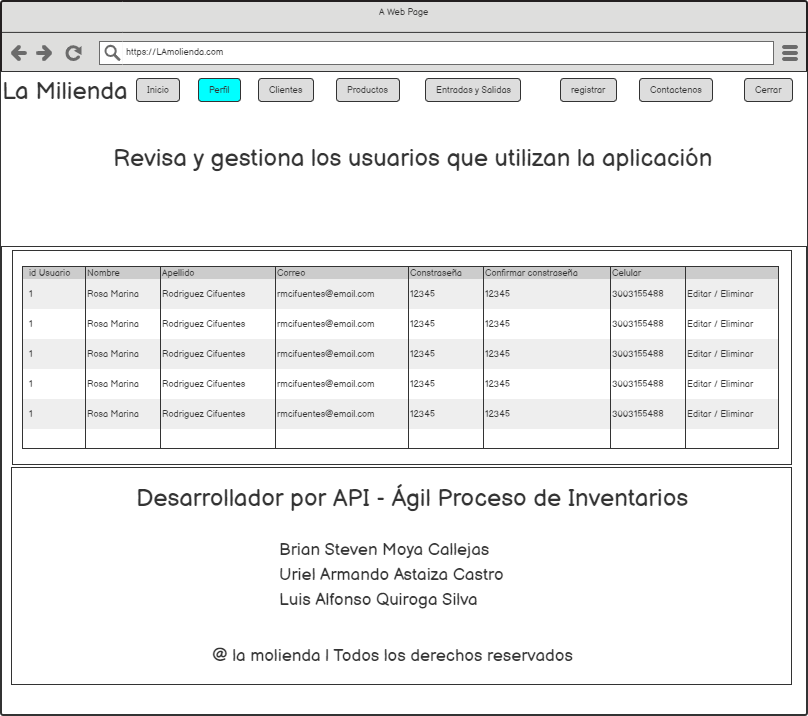 A Web Page
https://LAmolienda.com
La Milienda Inicio Perfil Clientes Productos Entradas y Salidas registrar Contactenos Cerrar
Revisa y gestiona los usuarios que utilizan la aplicación
id Usuario Nombre Apellido Correo Constraseña Confirmar constraseña Celular
1 Rosa Marina Rodriguez Cifuentes rmcifuentes@email.com 12345 12345 3003155488 Editar / Eliminar
1 Rosa Marina Rodriguez Cifuentes rmcifuentes@email.com 12345 12345 3003155488 Editar / Eliminar
1 Rosa Marina Rodriguez Cifuentes rmcifuentes@email.com 12345 12345 3003155488 Editar / Eliminar
1 Rosa Marina Rodriguez Cifuentes rmcifuentes@email.com 12345 12345 3003155488 Editar / Eliminar
1 Rosa Marina Rodriguez Cifuentes rmcifuentes@email.com 12345 12345 3003155488 Editar / Eliminar
Desarrollador por API - Ágil Proceso de Inventarios
Brian Steven Moya Callejas
Uriel Armando Astaiza Castro
Luis Alfonso Quiroga Silva
@ la molienda | Todos los derechos reservados